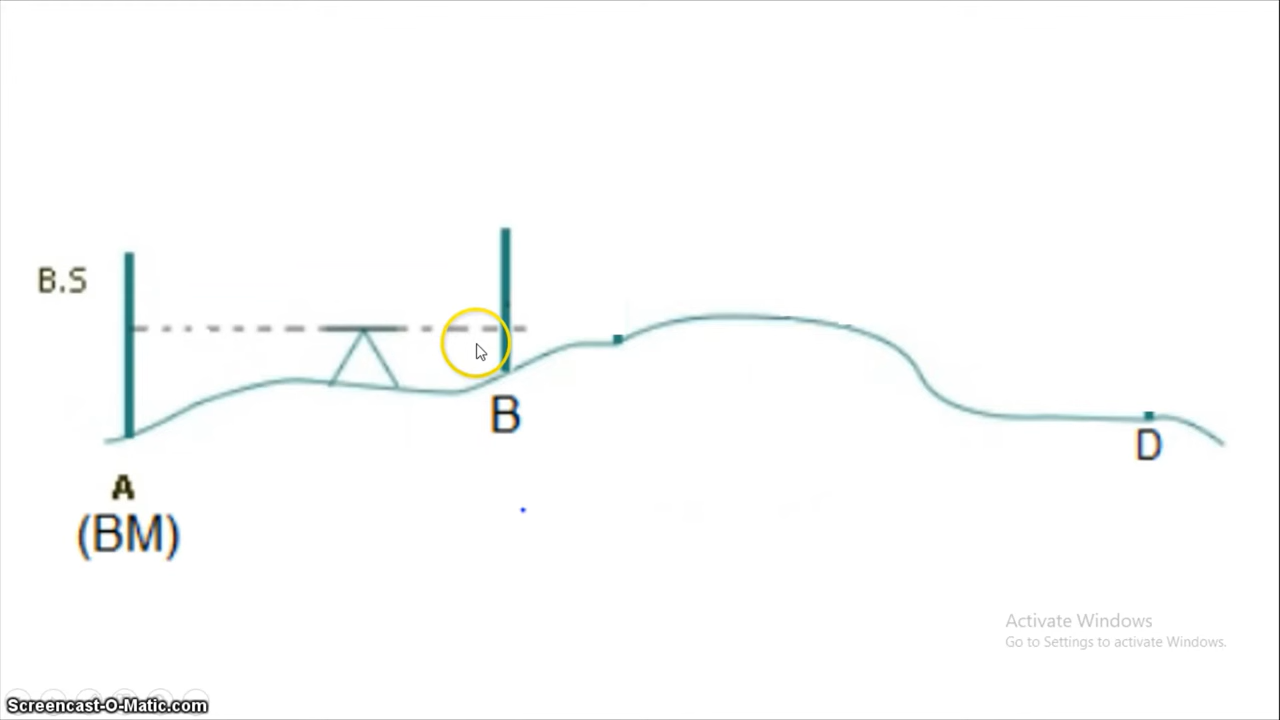 B.S
B
D
A
(BM)
Activate Windows
Go to Settings to activate Windows.
Screencast-O-Matic.com